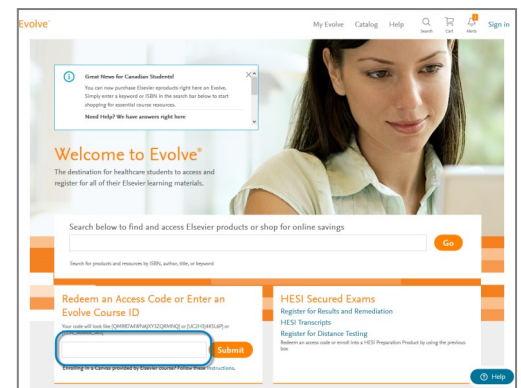 Evolve®
My Evolve Catalog Help Search Cart Alerts Sign in
Great News for Canadian Students!
You can now purchase Elsevier eproducts right here on Evolve.
Simply enter a keyword or ISBN in the search bar below to start
shopping for essential course resources.
Need Help? We have answers right here
Welcome to Evolve®
The destination for healthcare students to access and
register for all of their Elsevier learning materials.
Search below to find and access Elsevier products or shop for online savings
Go
Search for products and resources by ISBN, author, title, or keyword
Redeem an Access Code or Enter an
Evolve Course ID
Your code will look like
or
Submit
Enrolling in a Canvas provided by Elsevier course? Follow these instructions.
HESI Secured Exams
Register for Results and Remediation
HESI Transcripts
Register for Distance Testing
Redeem an access code or enroll into a HESI Preparation Product by using the previous
box
Help